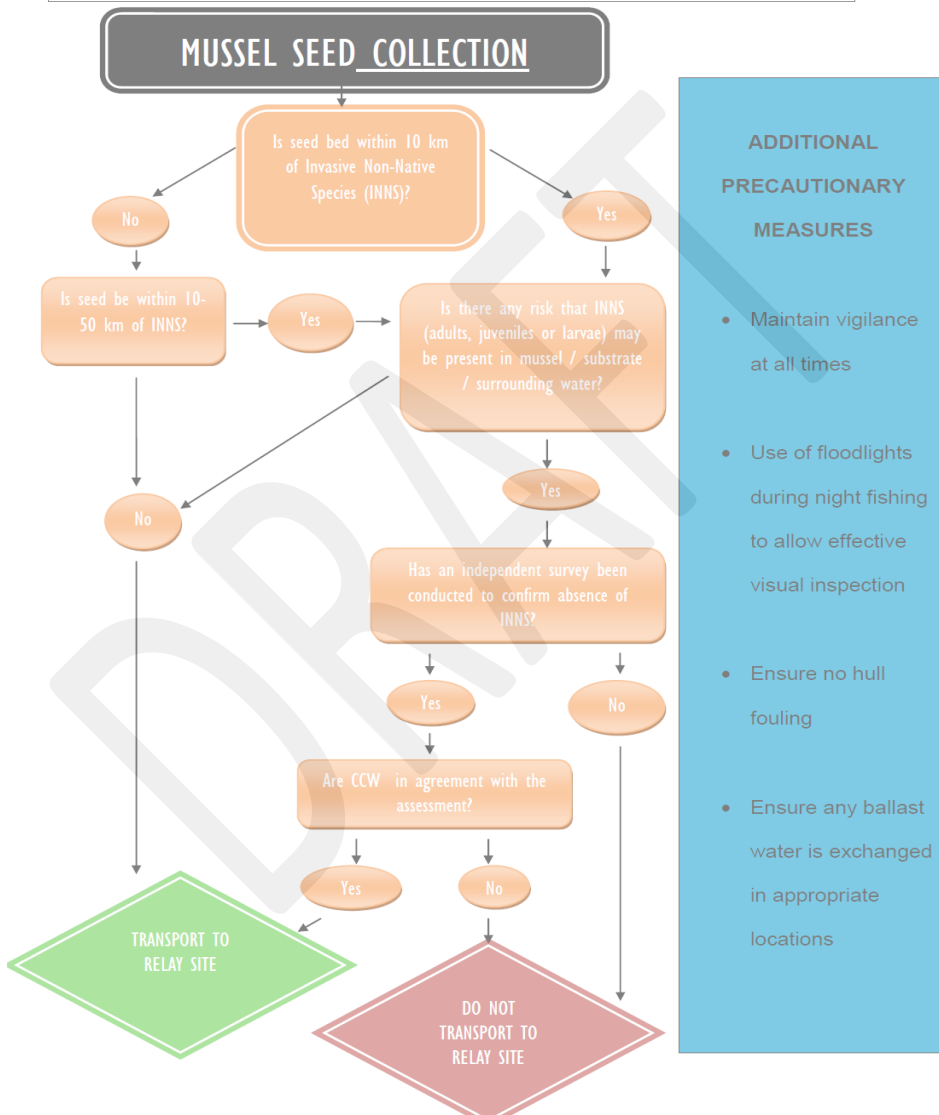 MUSSEL SEED COLLECTION
Is seed bed within 10 km
of Invasive Non-Native
Species (INNS)?
No
Yes
Is seed be within 10-
50 km of INNS?
Yes
Is there any risk that INNS
(adults, juveniles or larvae) may
be present in mussel / substrate
/ surrounding water?
No
Yes
Has an independent survey been
conducted to confirm absence of
INNS?
Yes
No
Are CCW in agreement with the
assessment?
Yes
No
TRANSPORT TO
RELAY SITE
DO NOT
TRANSPORT TO
RELAY SITE
ADDITIONAL
PRECAUTIONARY
MEASURES
• Maintain vigilance
at all times
• Use of floodlights
during night fishing
to allow effective
visual inspection
• Ensure no hull
fouling
• Ensure any ballast
water is exchanged
in appropriate
locations
DRAFT